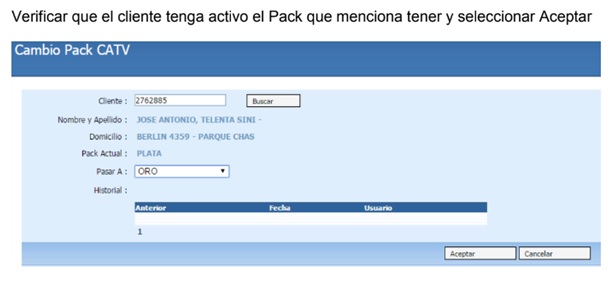 Verificar que el cliente tenga activo el Pack que menciona tener y seleccionar Aceptar
Cambio Pack CATV
Cliente : 2762885 Buscar
Nombre y Apellido : JOSE ANTONIO, TELENTA SINI -
Domicilio : BERLIN 4359 - PARQUE CHAS
Pack Actual : PLATA
Pasar A : ORO
Historial :
Anterior Fecha Usuario
1
Aceptar Cancelar